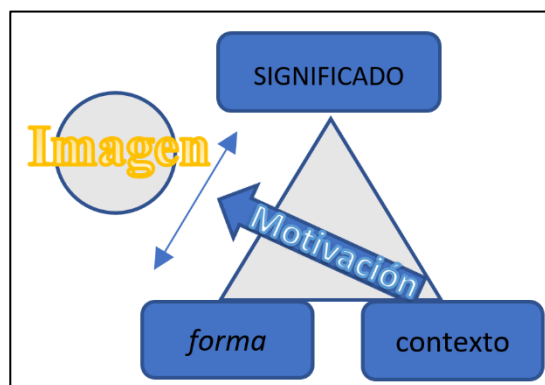 SIGNIFICADO
Imagen
Motivación
forma
contexto